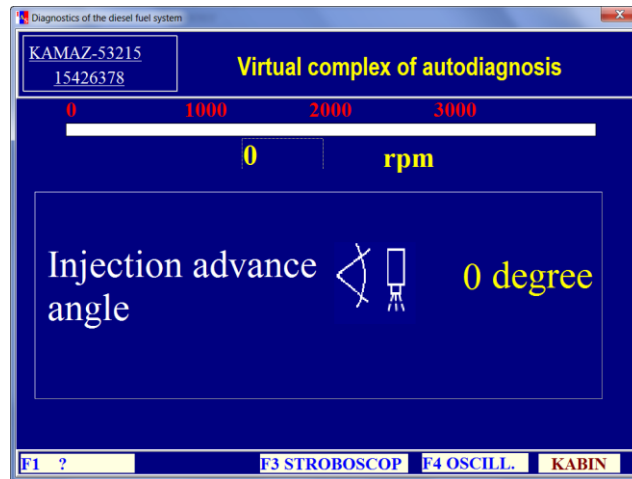 Diagnostics of the diesel fuel system
KAMAZ-53215
15426378
Virtual complex of autodiagnosis
0 1000 2000 3000
0 rpm
Injection advance
angle
0 degree
F1 ? F3 STROBOSCOP F4 OSCILL. KABIN